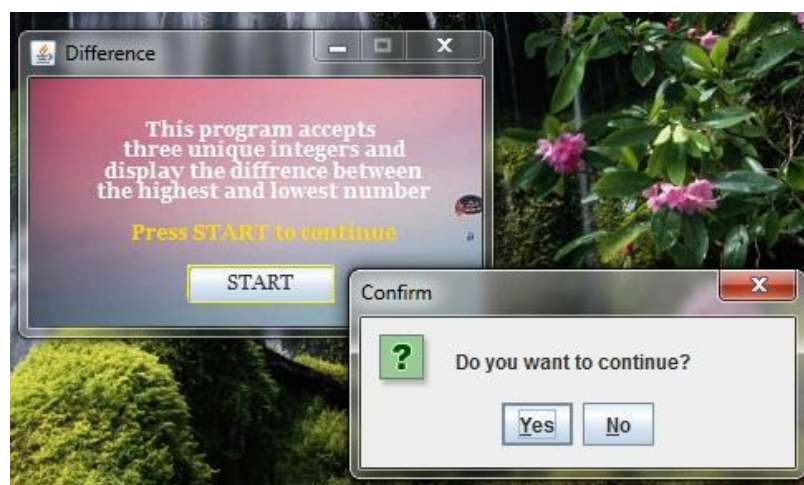 Difference
This program accepts
three unique integers and
display the diffrence between
the highest and lowest number
Press START to continue
START
Confirm
Do you want to continue?
Yes No